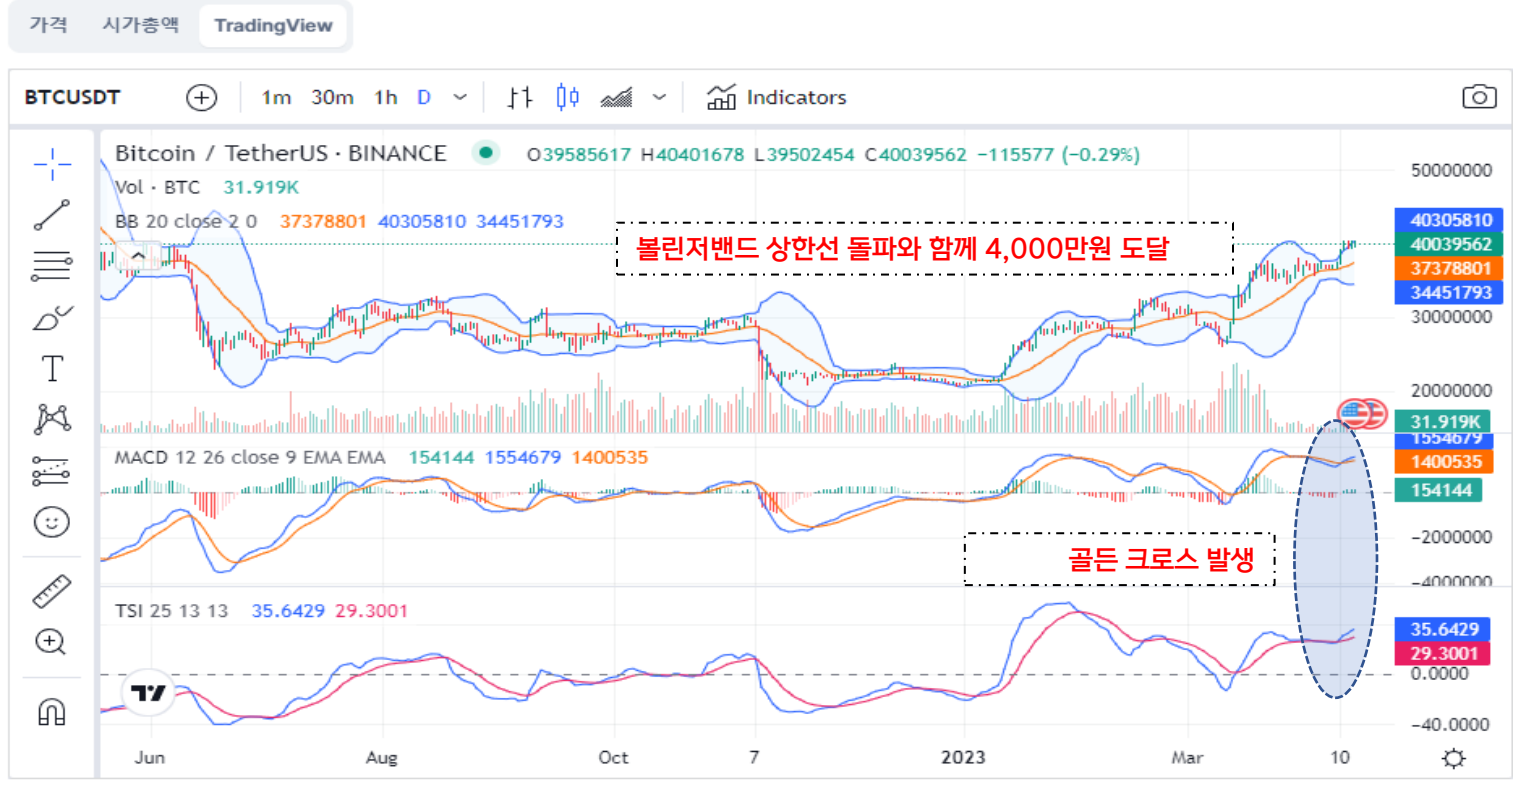 가격 시가총액 TradingView
BTCUSDT 1m 30m 1h D Indicators
Bitcoin / TetherUS · BINANCE O39585617 H40401678 L39502454 C40039562 −115577 (−0.29%)
Vol · BTC 31.919K
BB 20 close 2 0 37378801 40305810 34451793
볼린저밴드 상한선 돌파와 함께 4,000만원 도달
50000000
40305810
40039562
37378801
34451793
30000000
20000000
31.919K
MACD 12 26 close 9 EMA EMA 154144 1554679 1400535
1554679
1400535
154144
−2000000
−4000000
골든 크로스 발생
TSI 25 13 13 35.6429 29.3001
35.6429
29.3001
0.0000
−40.0000
Jun Aug Oct 7 2023 Mar 10